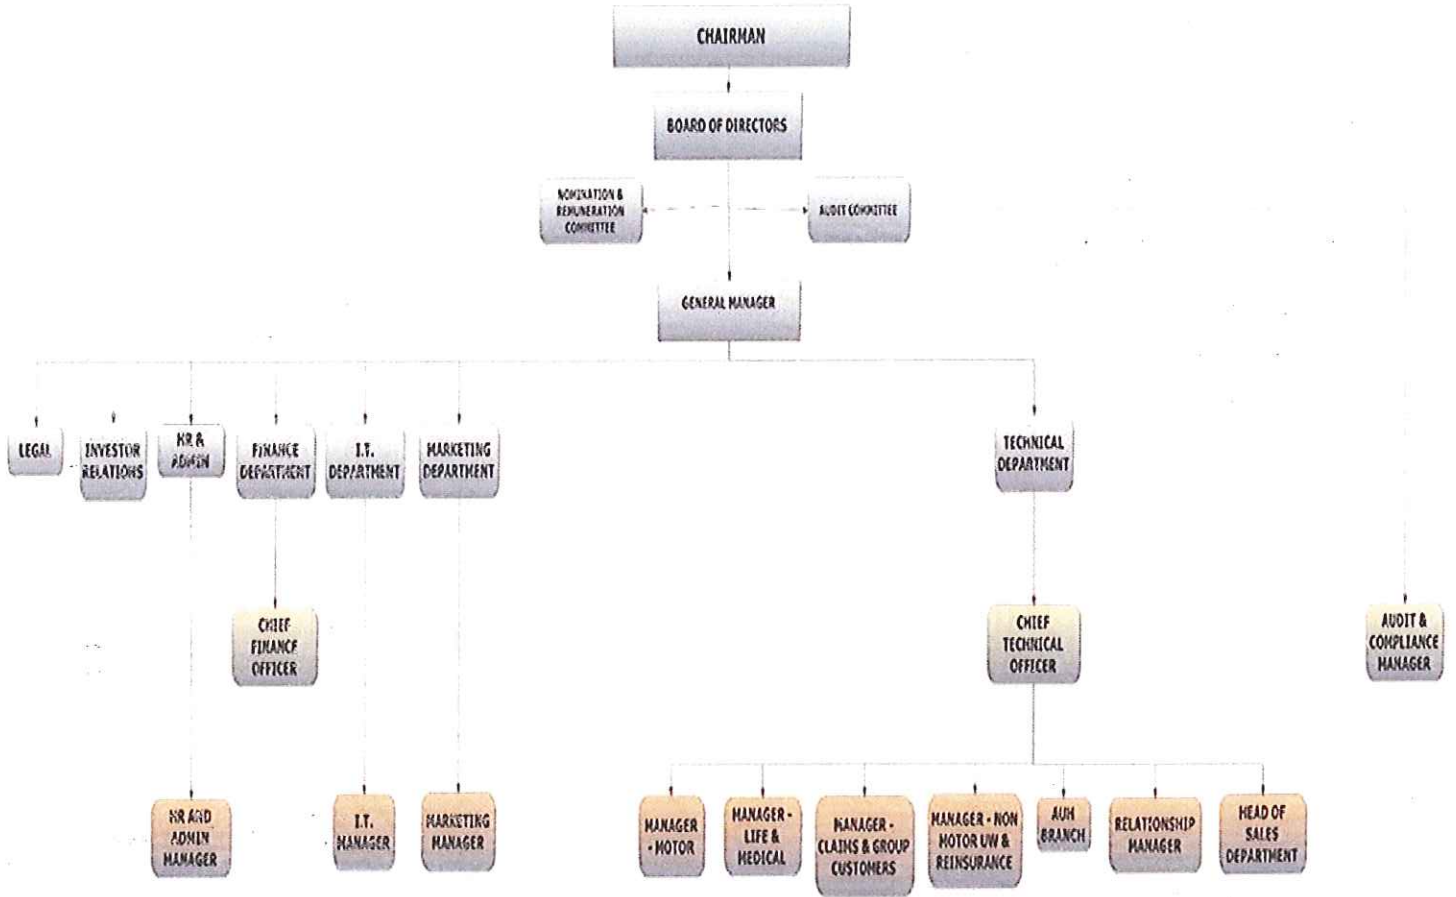 CHAIRMAN
BOARD OF DIRECTORS
NOMINATION &
REMUNERATION
COMMITTEE
AUDIT COMMITTEE
GENERAL MANAGER
LEGAL
INVESTOR
RELATIONS
HR &
ADMIN
FINANCE
DEPARTMENT
I.T.
DEPARTMENT
MARKETING
DEPARTMENT
TECHNICAL
DEPARTMENT
CHIEF
FINANCE
OFFICER
CHIEF
TECHNICAL
OFFICER
AUDIT &
COMPLIANCE
MANAGER
HR AND
ADMIN
MANAGER
I.T.
MANAGER
MARKETING
MANAGER
MANAGER
- MOTOR
MANAGER -
LIFE &
MEDICAL
MANAGER -
CLAIMS & GROUP
CUSTOMERS
MANAGER - NON
MOTOR UW &
REINSURANCE
AUH
BRANCH
RELATIONSHIP
MANAGER
HEAD OF
SALES
DEPARTMENT